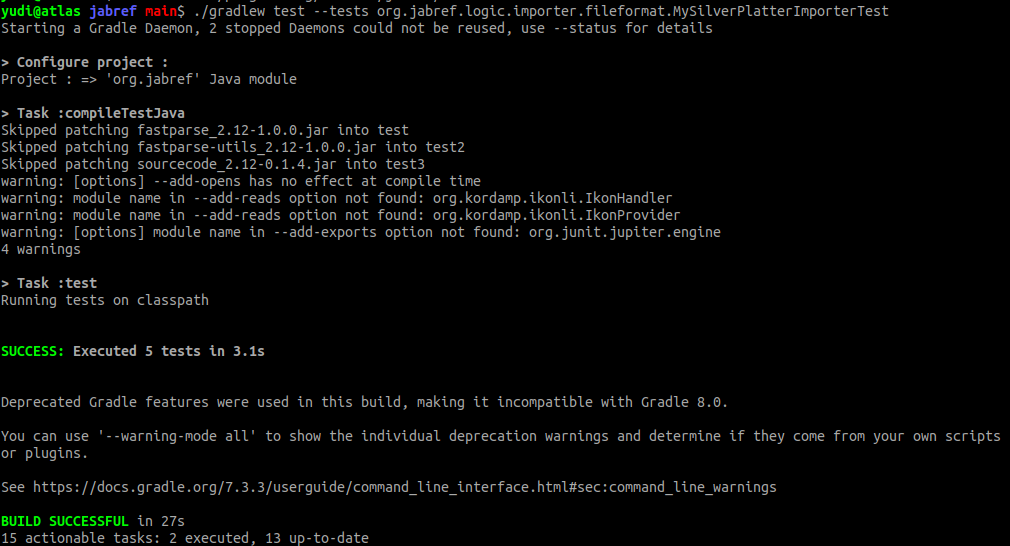 yudi@atlas jabref main$ ./gradlew test --tests org.jabref.logic.importer.fileformat.MySilverPlatterImporterTest
Starting a Gradle Daemon, 2 stopped Daemons could not be reused, use --status for details
> Configure project :
Project : => 'org.jabref' Java module
> Task :compileTestJava
Skipped patching fastparse_2.12-1.0.0.jar into test
Skipped patching fastparse-utils_2.12-1.0.0.jar into test2
Skipped patching sourcecode_2.12-0.1.4.jar into test3
warning: [options] --add-opens has no effect at compile time
warning: module name in --add-reads option not found: org.kordamp.ikonli.IkonHandler
warning: module name in --add-reads option not found: org.kordamp.ikonli.IkonProvider
warning: [options] module name in --add-exports option not found: org.junit.jupiter.engine
4 warnings
> Task :test
Running tests on classpath
SUCCESS: Executed 5 tests in 3.1s
Deprecated Gradle features were used in this build, making it incompatible with Gradle 8.0.
You can use '--warning-mode all' to show the individual deprecation warnings and determine if they come from your own scripts
or plugins.
See https://docs.gradle.org/7.3.3/userguide/command_line_interface.html#sec:command_line_warnings
BUILD SUCCESSFUL in 27s
15 actionable tasks: 2 executed, 13 up-to-date